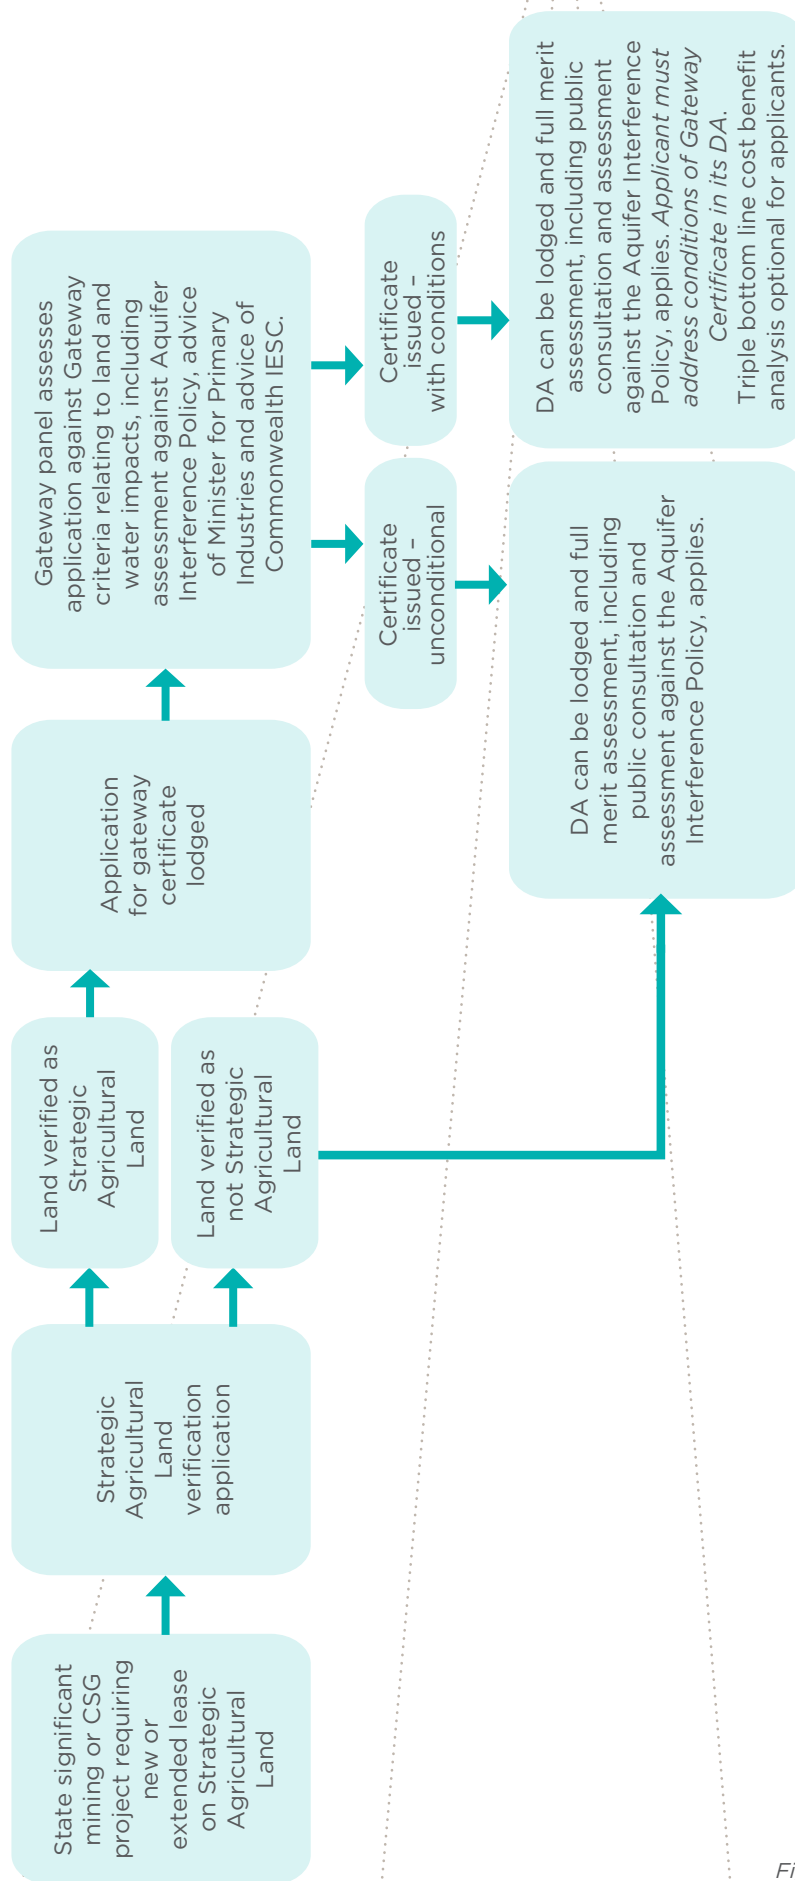 State significant
mining or CSG
project requiring
new or
extended lease
on Strategic
Agricultural
Land
Strategic
Agricultural
Land
verification
application
Land verified as
Strategic
Agricultural
Land
Land verified as
not Strategic
Agricultural
Land
Application
for gateway
certificate
lodged
Gateway panel assesses
application against Gateway
criteria relating to land and
water impacts, including
assessment against Aquifer
Interference Policy, advice
of Minister for Primary
Industries and advice of
Commonwealth IESC.
Certificate
issued –
unconditional
Certificate
issued –
with conditions
DA can be lodged and full
merit assessment, including
public consultation and
assessment against the Aquifer
Interference Policy, applies.
DA can be lodged and full merit
assessment, including public
consultation and assessment
against the Aquifer Interference
Policy, applies. Applicant must
address conditions of Gateway
Certificate in its DA.
Triple bottom line cost benefit
analysis optional for applicants.
Fi